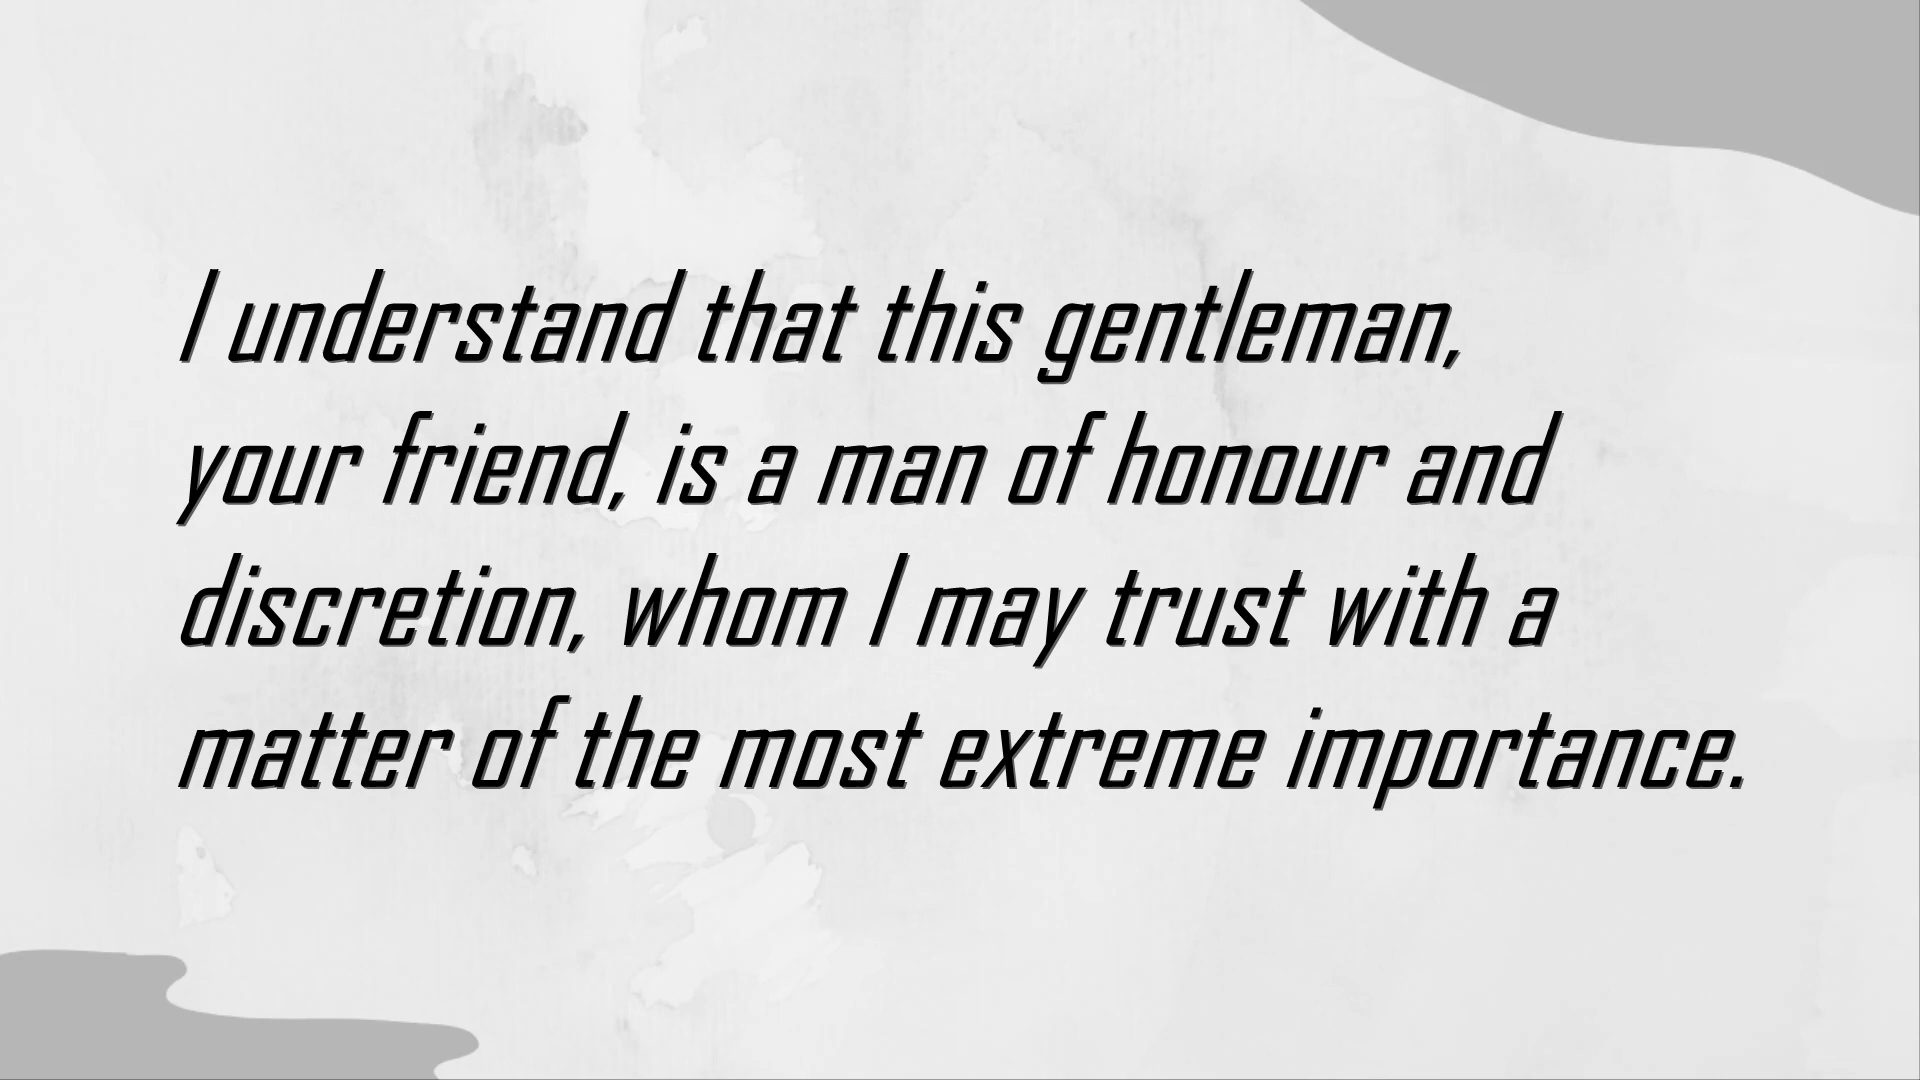 I understand that this gentleman,
your friend, is a man of honour and
discretion, whom I may trust with a
matter of the most extreme importance.